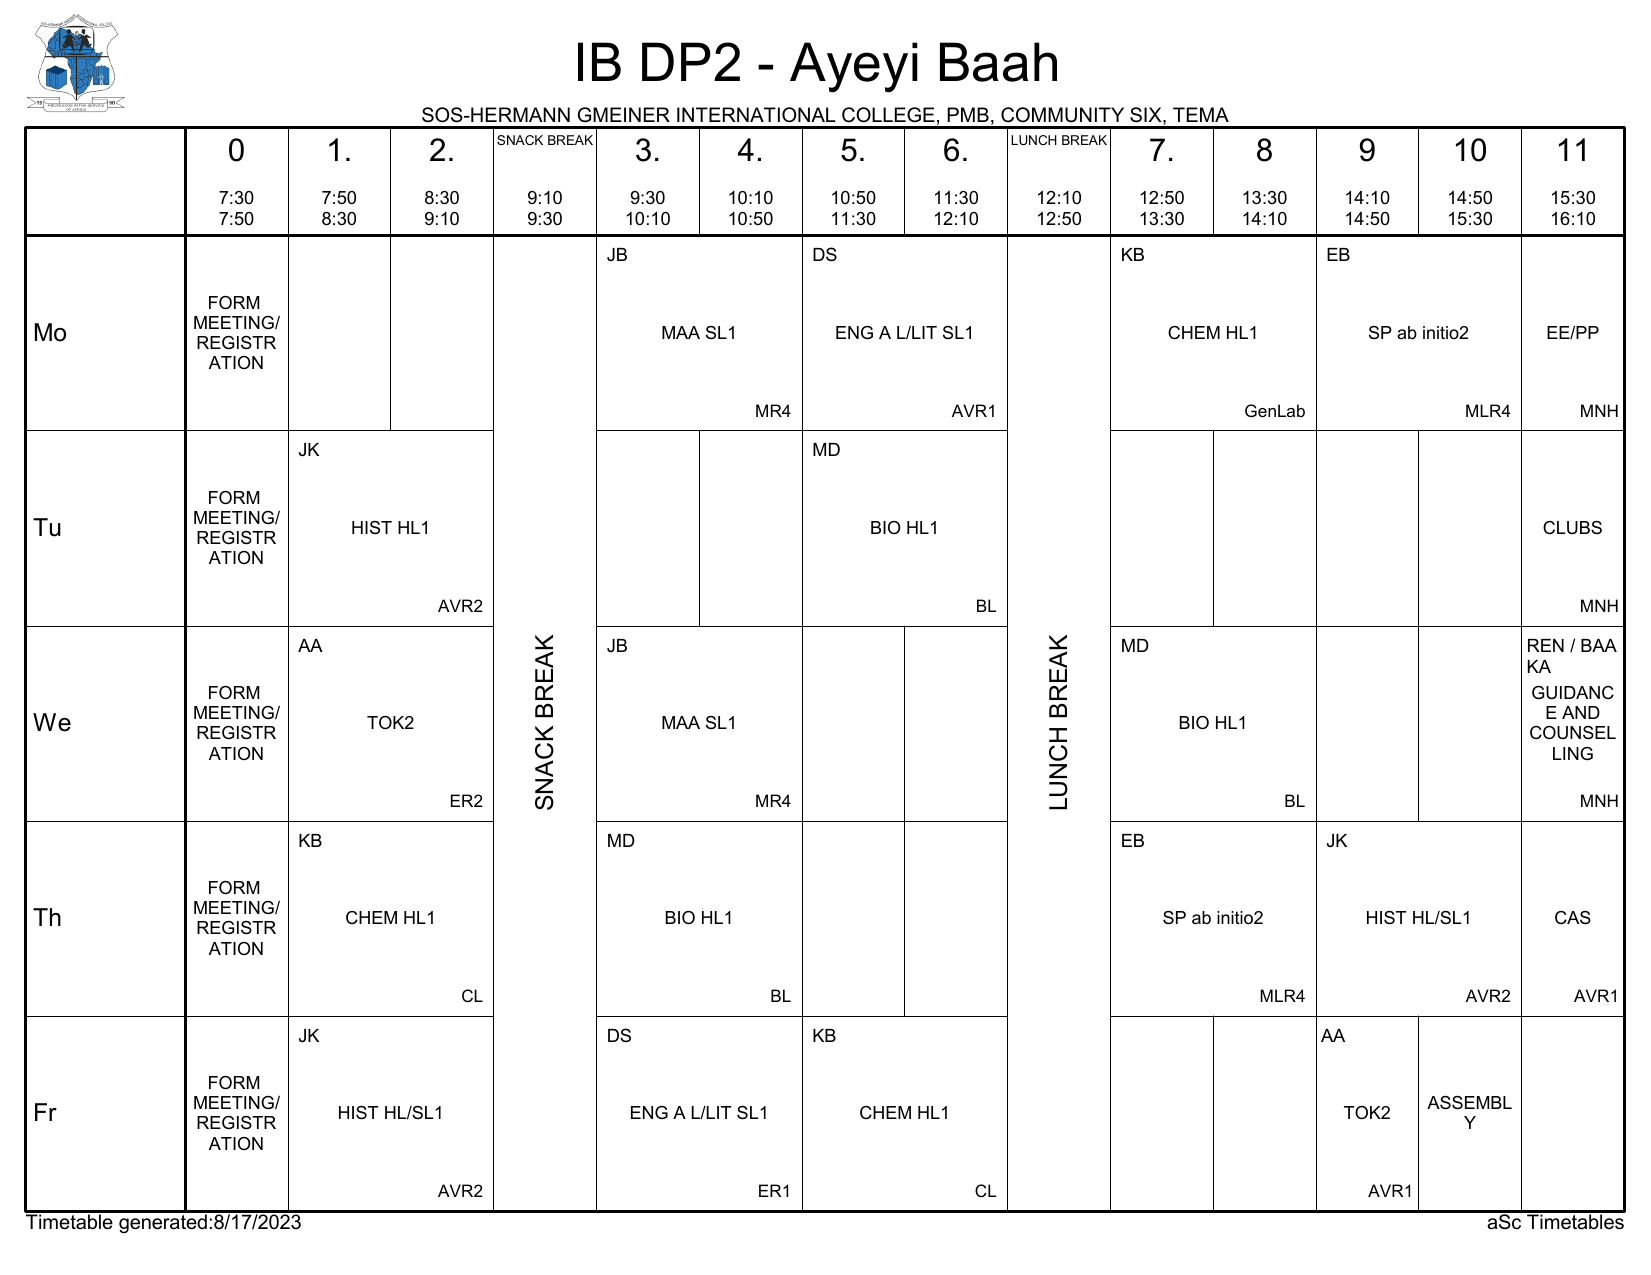 IB DP2 - Ayeyi Baah
SOS-HERMANN GMEINER INTERNATIONAL COLLEGE, PMB, COMMUNITY SIX, TEMA
0 1. 2. SNACK BREAK 3. 4. 5. 6. LUNCH BREAK 7. 8 9 10 11
7:30 7:50 8:30 9:10 9:30 10:10 10:50 11:30 12:10 12:50 13:30 14:10 14:50 15:30
7:50 8:30 9:10 9:30 10:10 10:50 11:30 12:10 12:50 13:30 14:10 14:50 15:30 16:10
Mo
FORM
MEETING/
REGISTR
ATION
JB
MAA SL1
MR4
DS
ENG A L/LIT SL1
AVR1
KB
CHEM HL1
GenLab
EB
SP ab initio2
MLR4
EE/PP
MNH
Tu
FORM
MEETING/
REGISTR
ATION
JK
HIST HL1
AVR2
MD
BIO HL1
BL
CLUBS
MNH
We
FORM
MEETING/
REGISTR
ATION
AA
TOK2
ER2
SNACK BREAK
JB
MAA SL1
MR4
LUNCH BREAK
MD
BIO HL1
BL
REN / BAA
KA
GUIDANC
E AND
COUNSEL
LING
MNH
Th
FORM
MEETING/
REGISTR
ATION
KB
CHEM HL1
CL
MD
BIO HL1
BL
EB
SP ab initio2
MLR4
JK
HIST HL/SL1
AVR2
CAS
AVR1
Fr
FORM
MEETING/
REGISTR
ATION
JK
HIST HL/SL1
AVR2
DS
ENG A L/LIT SL1
ER1
KB
CHEM HL1
CL
AA
TOK2
AVR1
ASSEMBL
Y
Timetable generated:8/17/2023
aSc Timetables